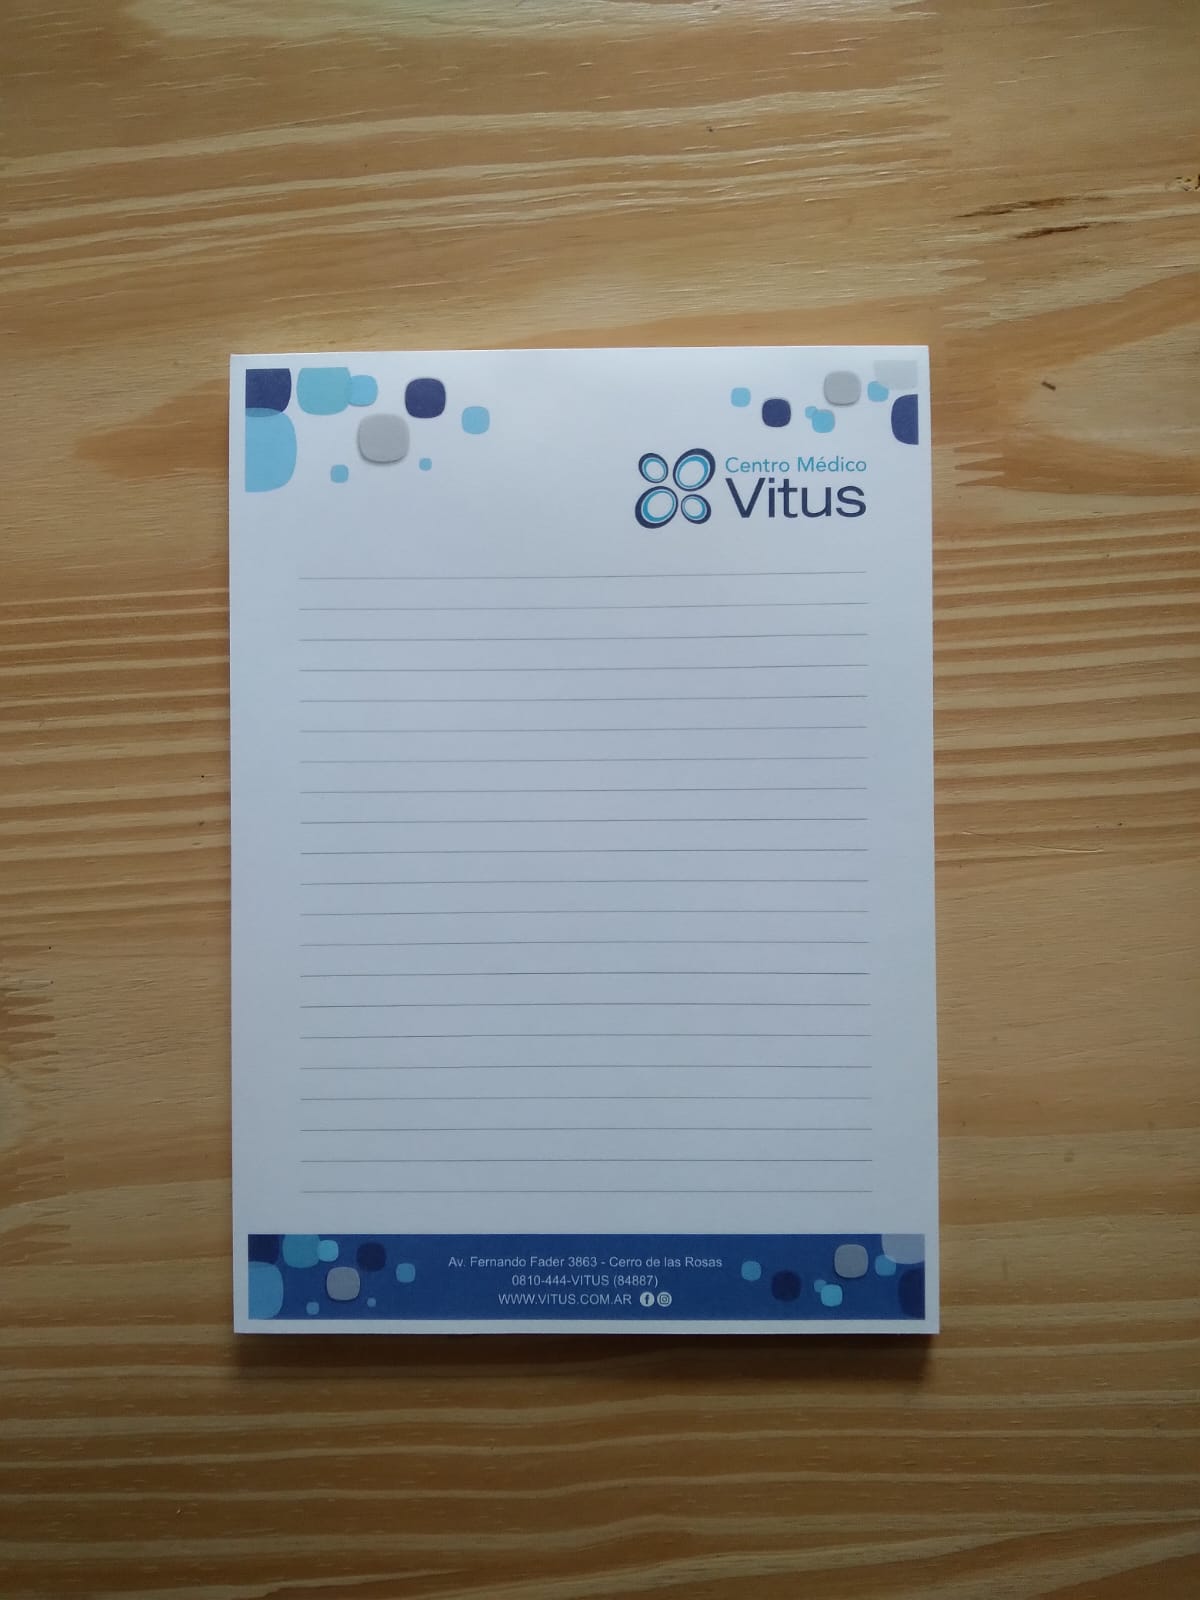 Centro Médico
Vitus
Av. Fernando Fader 3863 - Cerro de las Rosas
0810-444-VITUS (84887)
WWW.VITUS.COM.AR